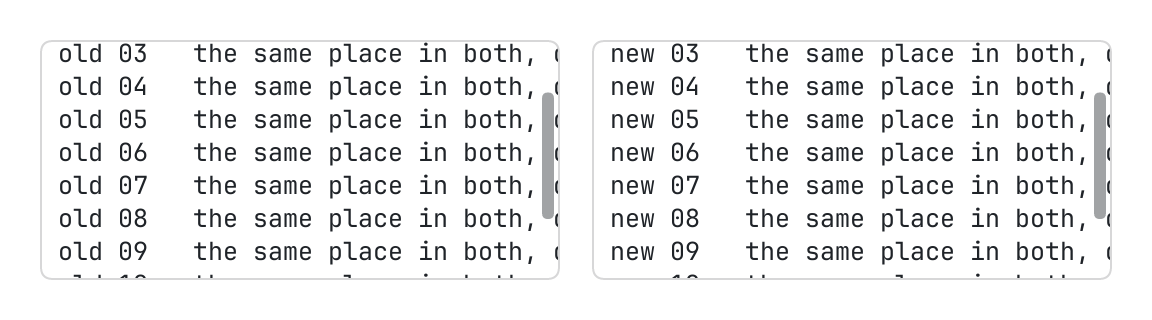 old 03   the same place in both,
old 04   the same place in both,
old 05   the same place in both,
old 06   the same place in both,
old 07   the same place in both,
old 08   the same place in both,
old 09   the same place in both,
new 03   the same place in both,
new 04   the same place in both,
new 05   the same place in both,
new 06   the same place in both,
new 07   the same place in both,
new 08   the same place in both,
new 09   the same place in both,